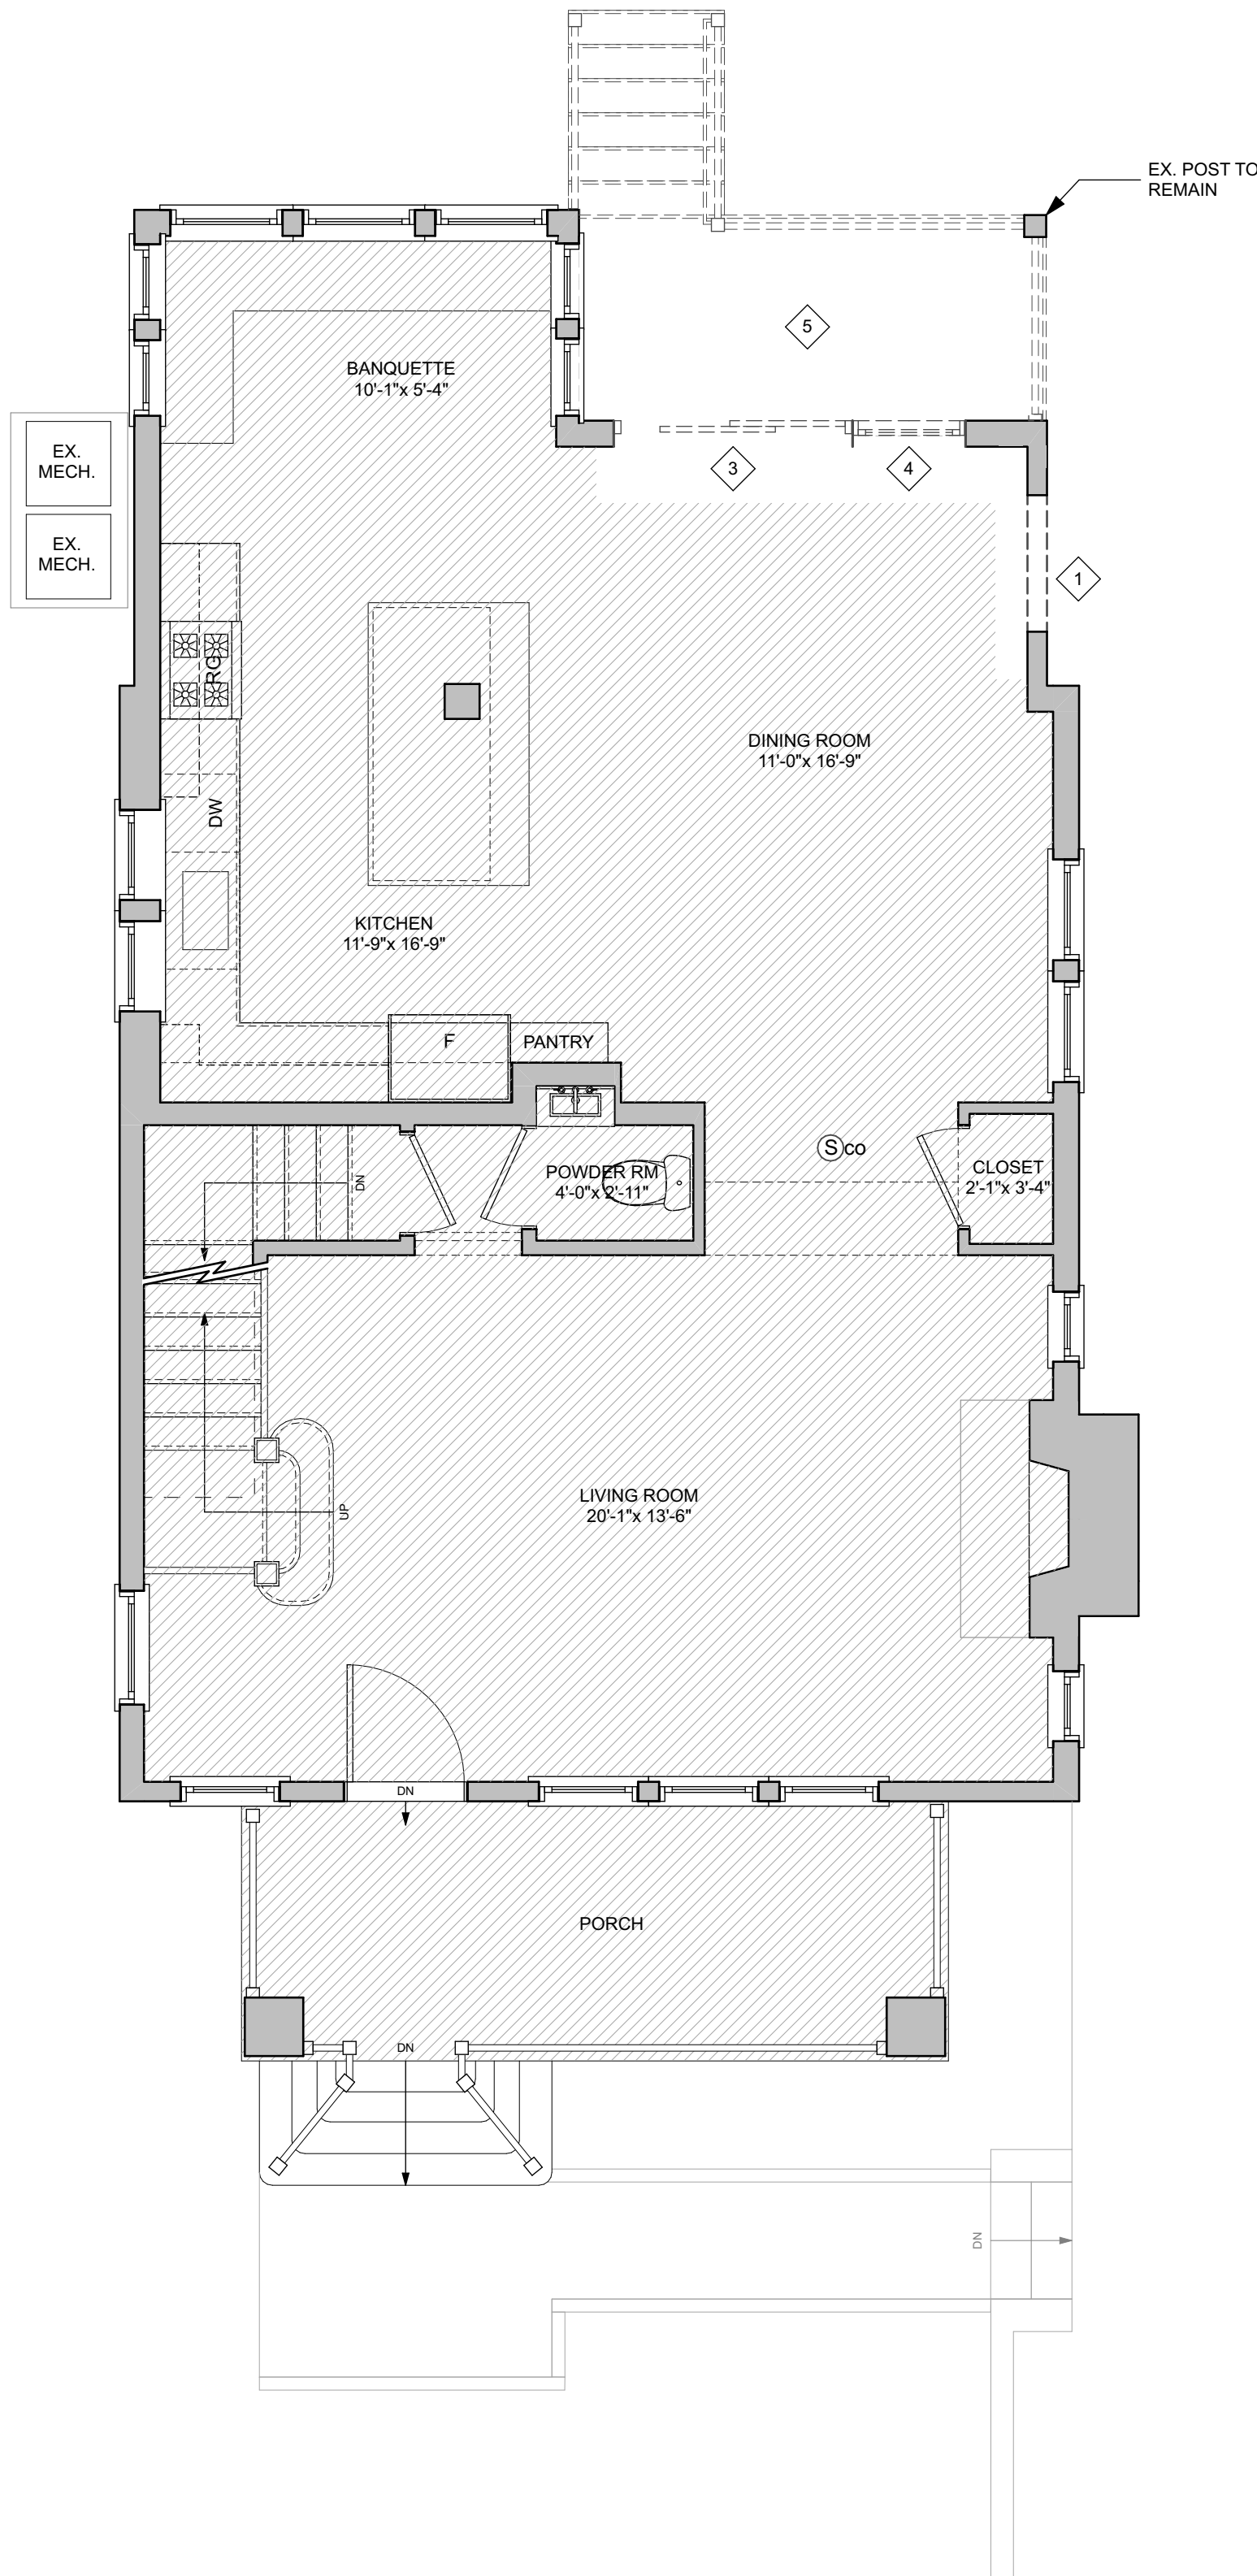 EX. POST TO
REMAIN
5
BANQUETTE
10'-1"x 5'-4"
EX.
MECH.
3
4
EX.
MECH.
1
RG
DINING ROOM
11'-0"x 16'-9"
DW
KITCHEN
11'-9"x 16'-9"
F
PANTRY
S co
DN
POWDER RM
4'-0"x 2'-11"
CLOSET
2'-1"x 3'-4"
LIVING ROOM
20'-1"x 13'-6"
UP
DN
PORCH
DN
DN